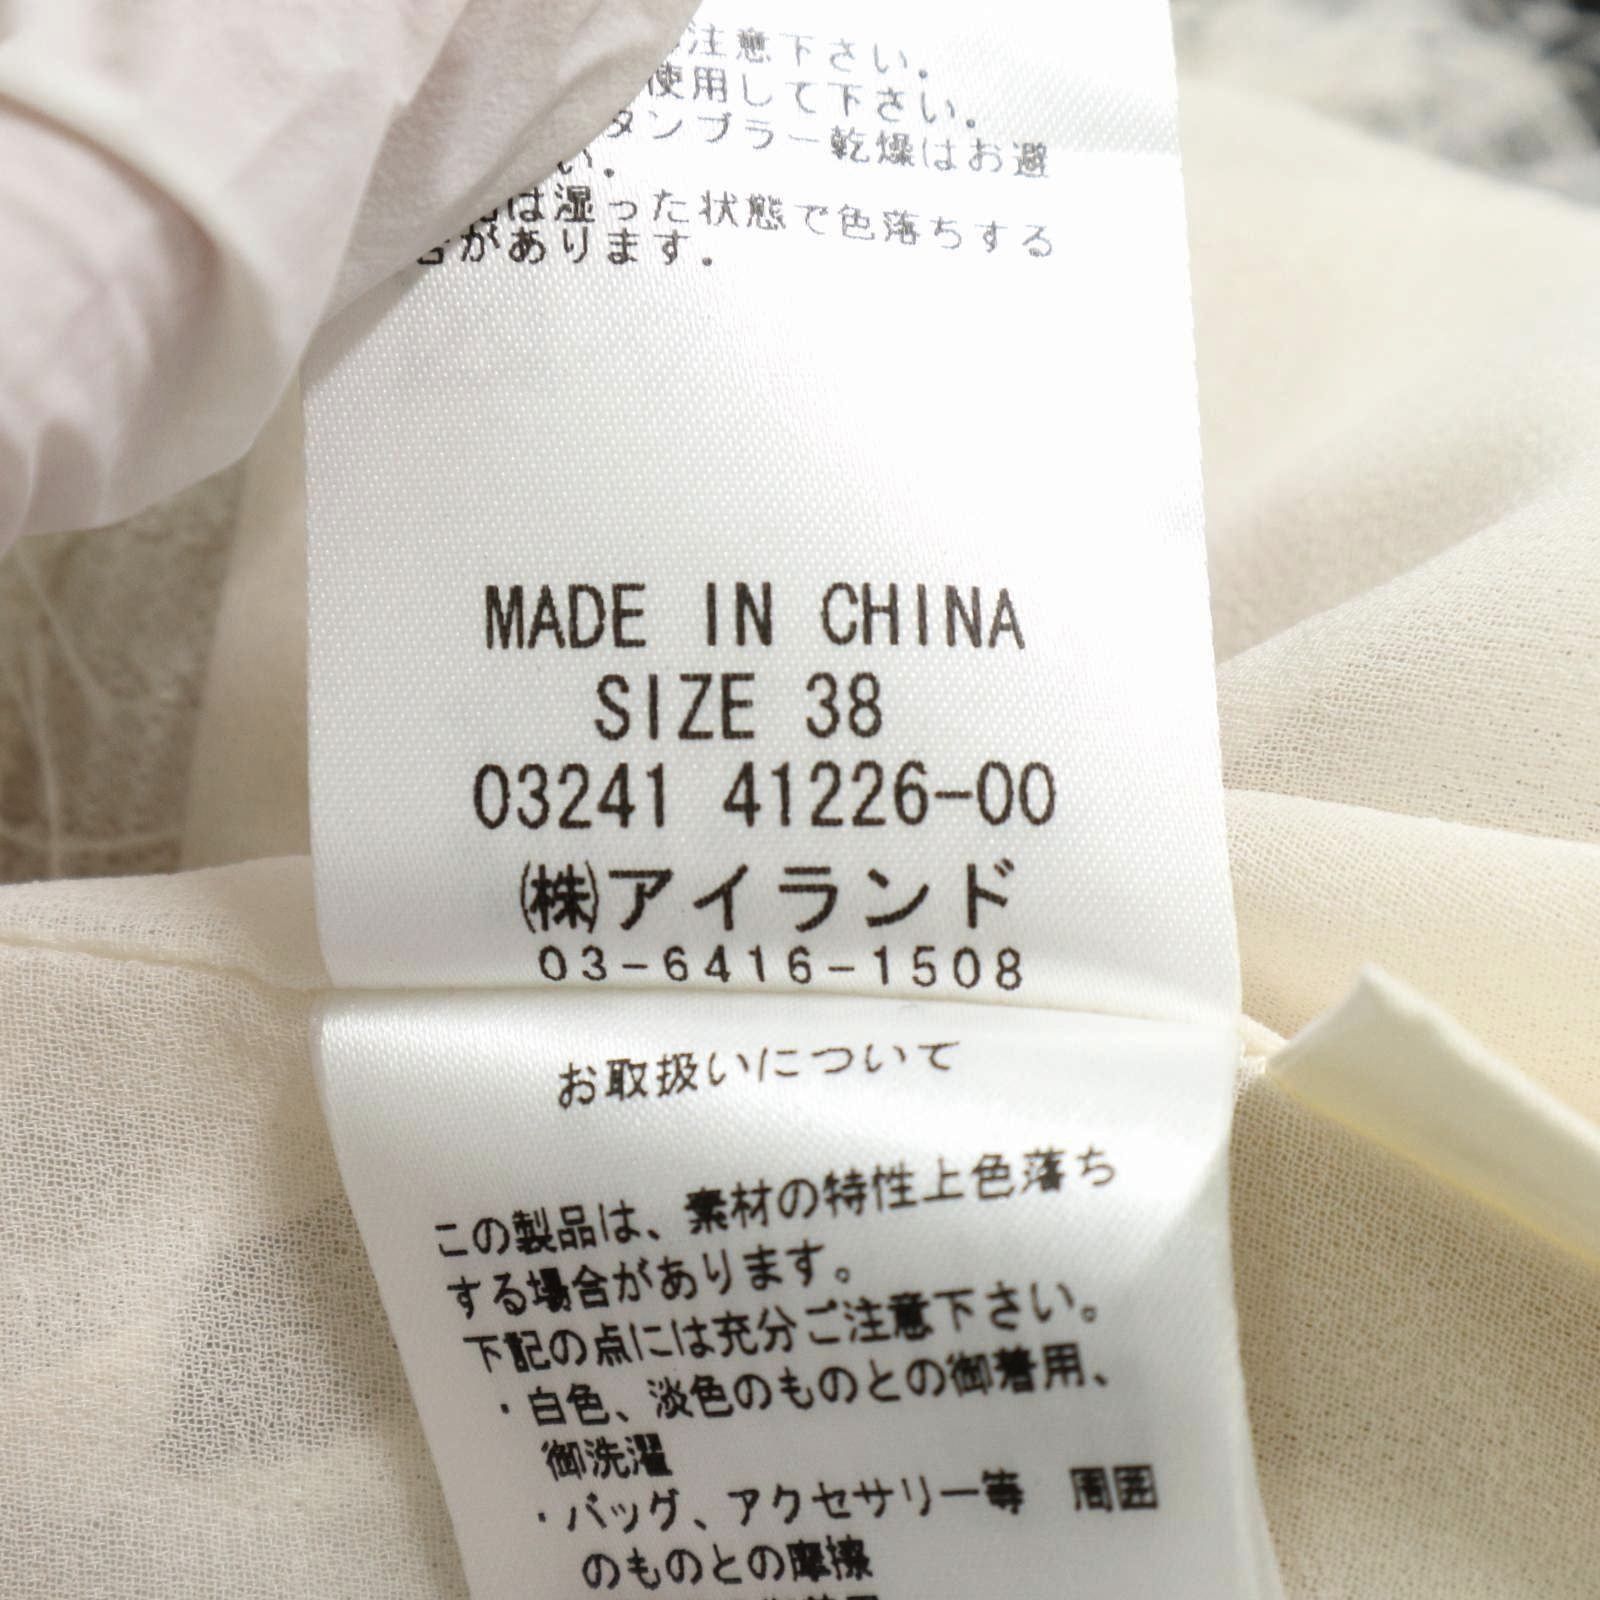 注意下さい．
使用して下さい．
タンブラー乾燥はお避
い．
は湿った状態で色落ちする
がありますす．
MADE IN CHINA
SIZE 38
03241 41226-00
㈱アイランド
03-6416-1508
お取扱いについて
この製品は、素材の特性上色落ち
する場合があります。
下記の点には充分ご注意下さい。
・白色、淡色のものとの御着用、
御洗濯
・バッグ、アクセサリー等　周囲
のものとの摩擦